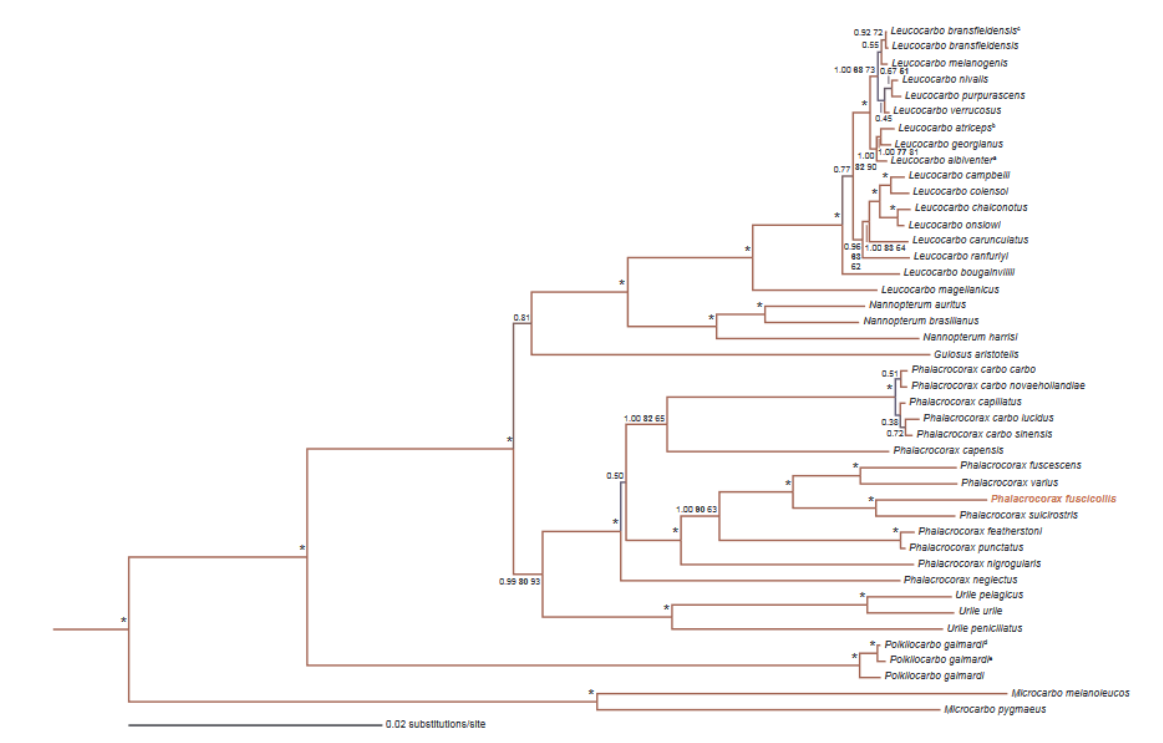 Leucocarbo bransfieldensisᶜ
0.92 72
Leucocarbo bransfieldensis
0.55
Leucocarbo melanogenis
1.00 68 73
0.67 61
Leucocarbo nivalis
Leucocarbo purpurascens
*
Leucocarbo verrucosus
0.45
Leucocarbo atricepsᵇ
Leucocarbo georgianus
1.00 77 81
1.00
82 90
Leucocarbo albiventerᵃ
0.77
* Leucocarbo campbelli
*
Leucocarbo colensoi
* Leucocarbo chalconotus
*
Leucocarbo onslowi
Leucocarbo carunculatus
0.96
63
62
1.00 83 64
*
Leucocarbo ranfurlyi
Leucocarbo bougainvillii
*
Leucocarbo magellanicus
* Nannopterum auritus
*
Nannopterum brasilianus
0.81
Nannopterum harrisi
Gulosus aristotelis
0.51
Phalacrocorax carbo carbo
*
Phalacrocorax carbo novaehollandiae
Phalacrocorax capillatus
1.00 82 65
0.38
Phalacrocorax carbo lucidus
0.72
Phalacrocorax carbo sinensis
*
Phalacrocorax capensis
* Phalacrocorax fuscescens
0.50
*
Phalacrocorax varius
* Phalacrocorax fuscicollis
1.00 80 63
Phalacrocorax sulcirostris
*
*
* Phalacrocorax featherstoni
Phalacrocorax punctatus
*
Phalacrocorax nigrogularis
0.99 80 93
Phalacrocorax neglectus
* Urile pelagicus
*
Urile urile
*
Urile penicillatus
* Poikilocarbo gaimardiᵈ
*
Poikilocarbo gaimardiᵉ
Poikilocarbo gaimardi
* Microcarbo melanoleucos
Microcarbo pygmaeus
0.02 substitutions/site